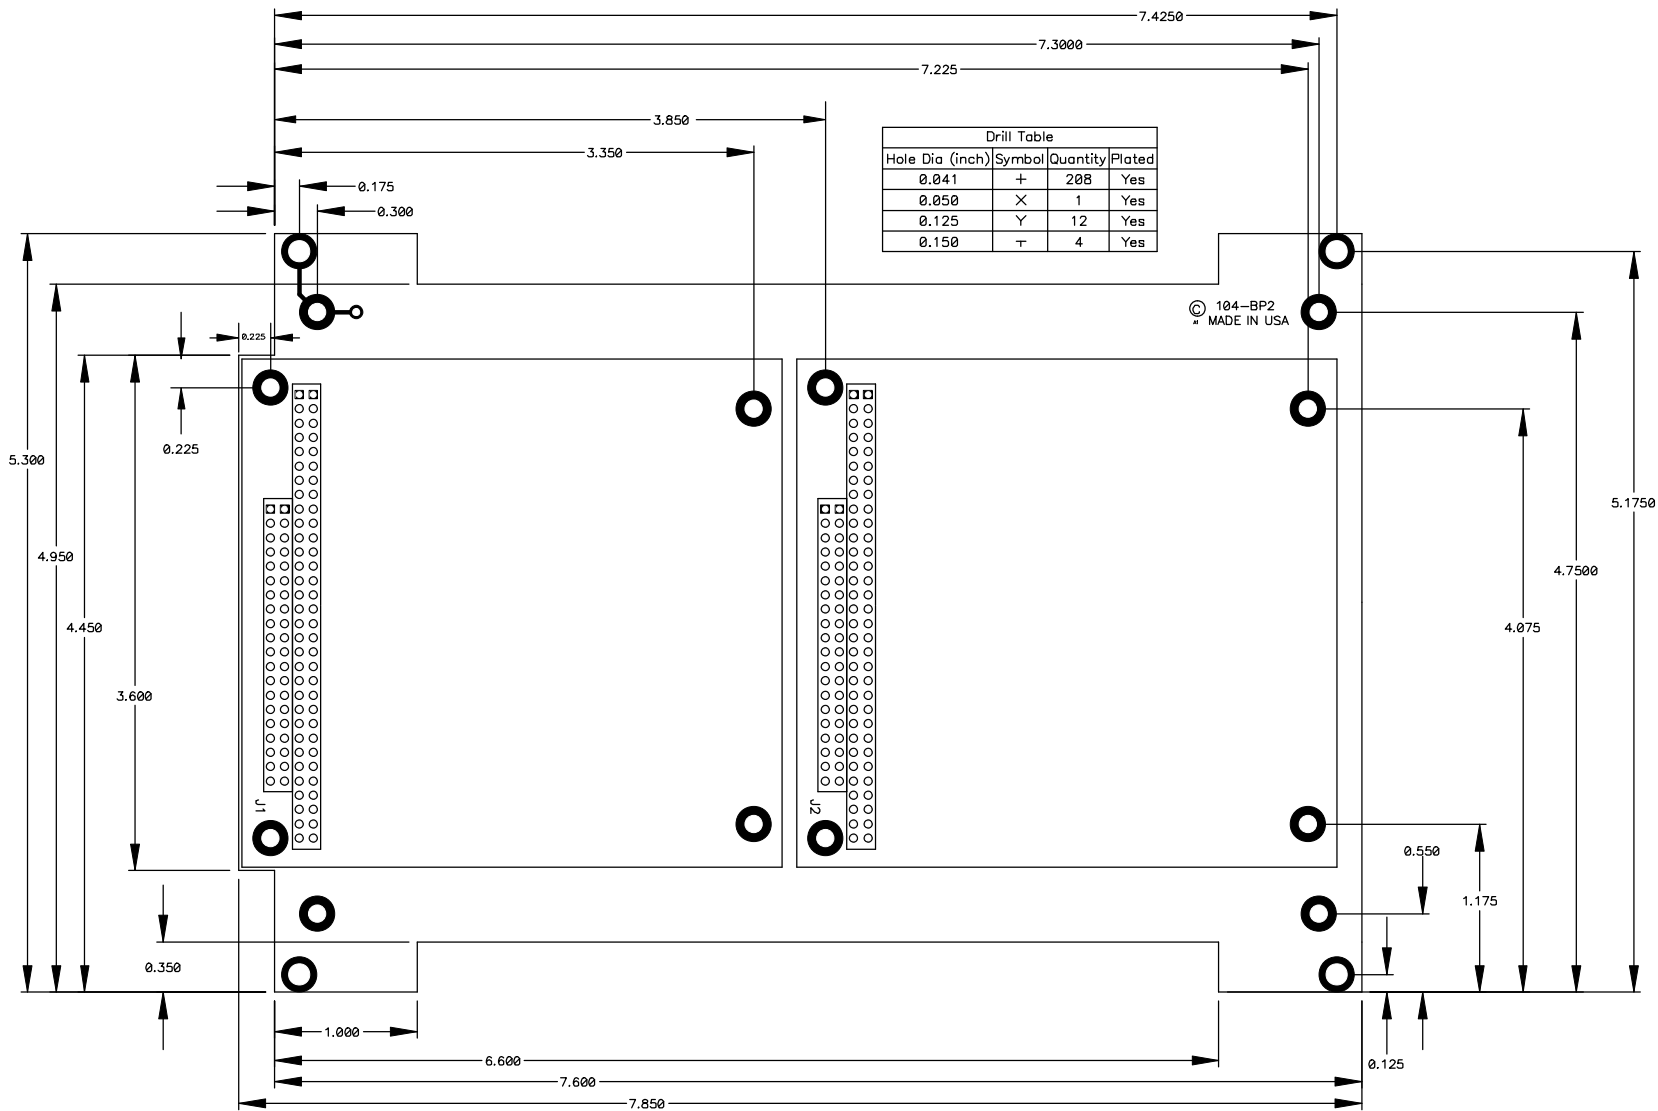 7.4250
7.3000
7.225
3.850
3.350
0.175
0.300
Drill Table
Hole Dia (inch) Symbol Quantity Plated
0.041 + 208 Yes
0.050 X 1 Yes
0.125 Y 12 Yes
0.150 T 4 Yes
© 104-BP2
A1 MADE IN USA
0.225
0.225
5.300
4.950
4.450
3.600
5.1750
4.7500
4.075
J1
J2
0.550
1.175
0.350
0.125
1.000
6.600
7.600
7.850